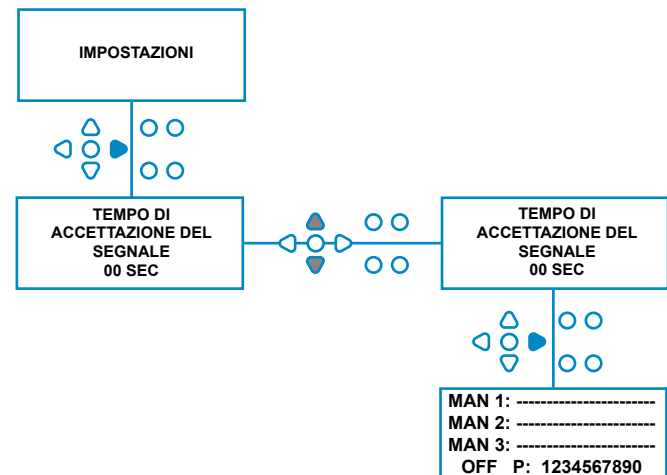 IMPOSTAZIONI
TEMPO DI
ACCETTAZIONE DEL
SEGNALE
00 SEC
TEMPO DI
ACCETTAZIONE DEL
SEGNALE
00 SEC
MAN 1: -----------------------
MAN 2: -----------------------
MAN 3: -----------------------
OFF P: 1234567890